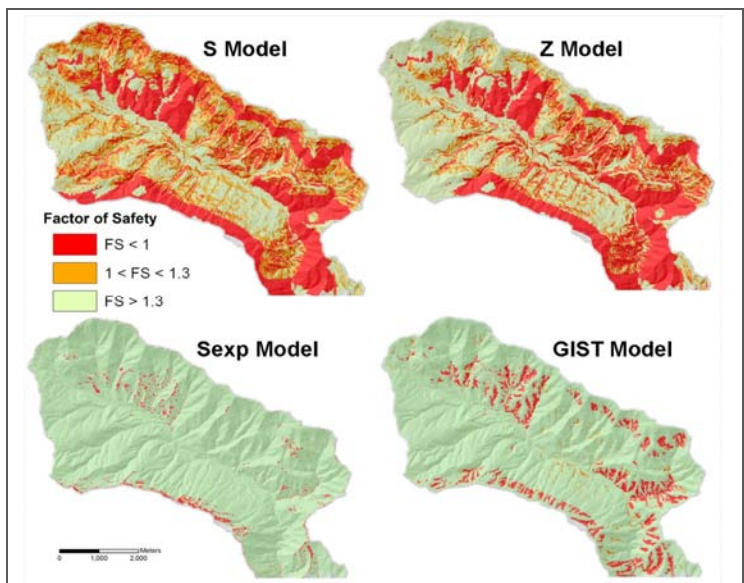 S Model
Z Model
Factor of Safety
FS < 1
1 < FS < 1.3
FS > 1.3
Sexp Model
GIST Model
Meters
0 1,000 2,000